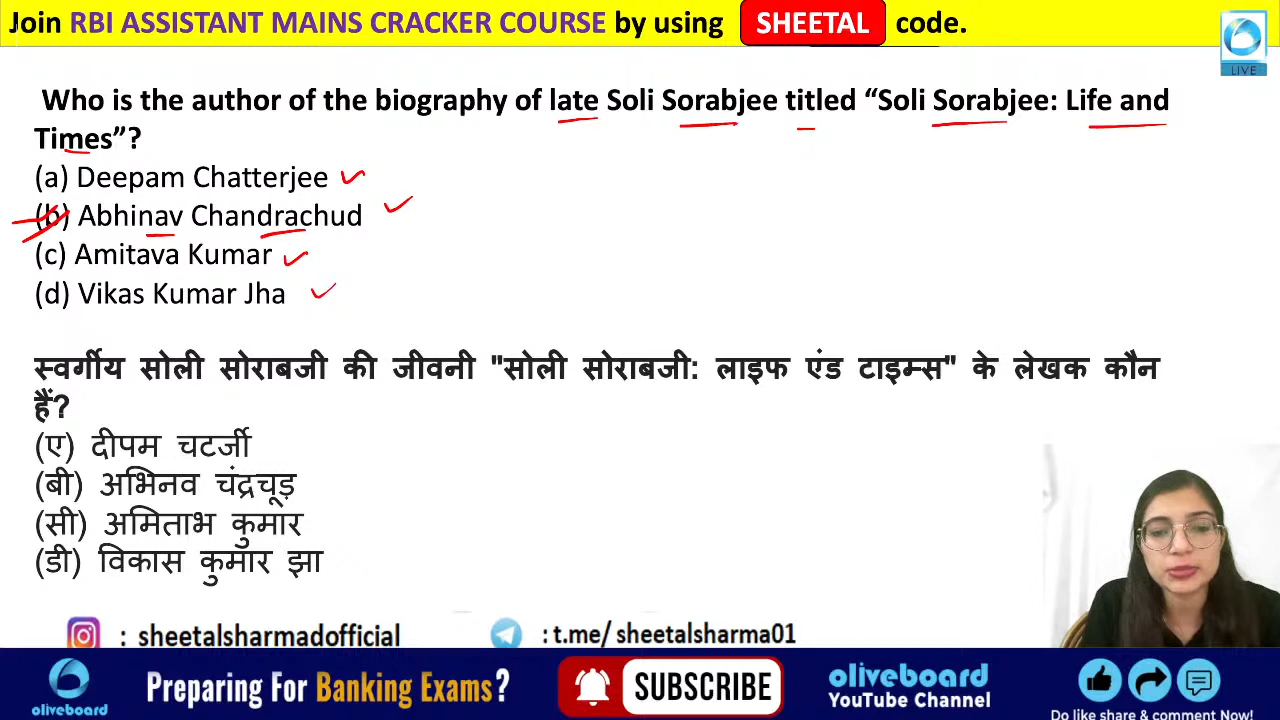 Join RBI ASSISTANT MAINS CRACKER COURSE by using SHEETAL code.
LIVE
Who is the author of the biography of late Soli Sorabjee titled “Soli Sorabjee: Life and
Times”?
(a) Deepam Chatterjee
(b) Abhinav Chandrachud
(c) Amitava Kumar
(d) Vikas Kumar Jha
स्वर्गीय सोली सोराबजी की जीवनी "सोली सोराबजी: लाइफ एंड टाइम्स" के लेखक कौन
हैं?
(ए) दीपम चटर्जी
(बी) अभिनव चंद्रचूड़
(सी) अमिताभ कुमार
(डी) विकास कुमार झा
: sheetalsharmadofficial : t.me/ sheetalsharma01
oliveboard Preparing For Banking Exams? SUBSCRIBE oliveboard
YouTube Channel
Do like share & comment Now!